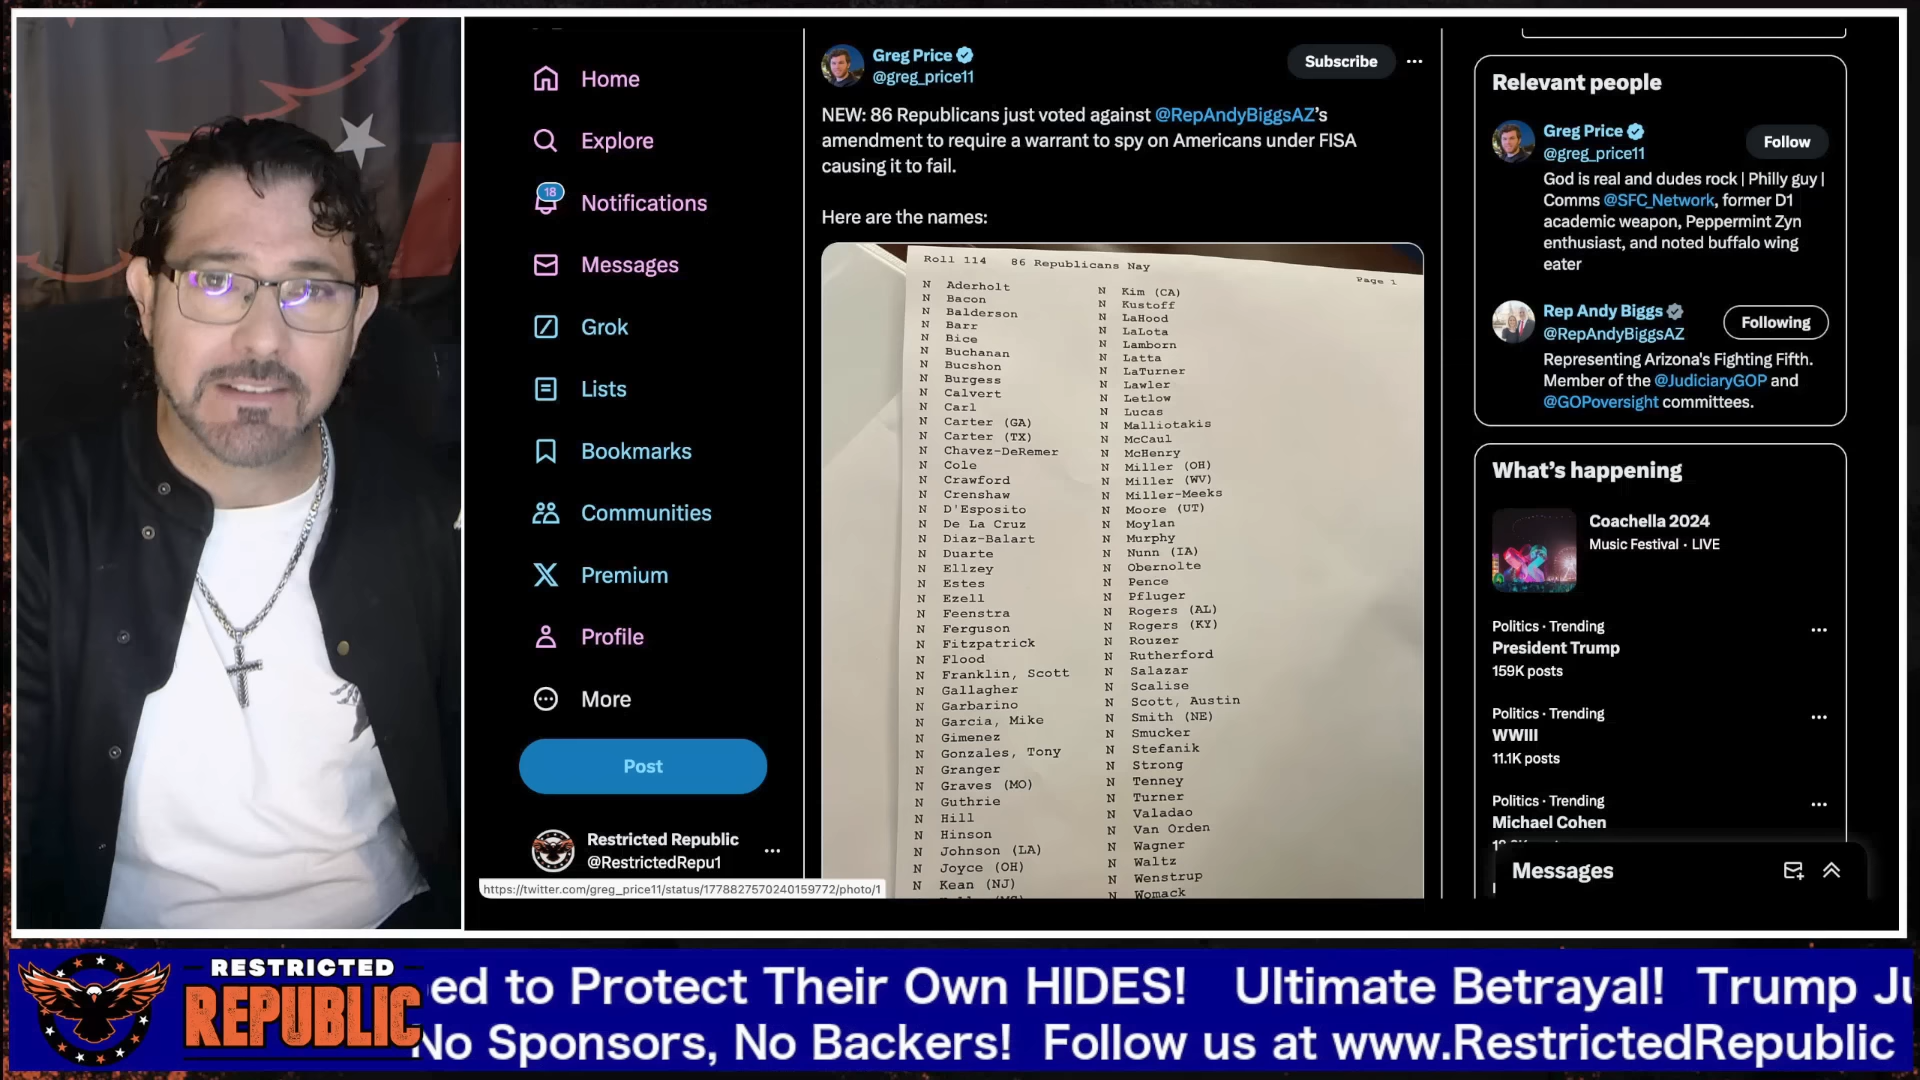 Home
Explore
18
Notifications
Messages
Grok
Lists
Bookmarks
Communities
Premium
Profile
More
Post
Restricted Republic
@RestrictedRepu1
https://twitter.com/greg_price11/status/1778827570240159772/photo/1
Greg Price
@greg_price11
Subscribe
NEW: 86 Republicans just voted against @RepAndyBiggsAZ's
amendment to require a warrant to spy on Americans under FISA
causing it to fail.
Here are the names:
Roll 114 86 Republicans Nay
Page 1
N Aderholt
N Bacon
N Balderson
N Barr
N Bice
N Buchanan
N Bucshon
N Burgess
N Calvert
N Carl
N Carter (GA)
N Carter (TX)
N Chavez-DeRemer
N Cole
N Crawford
N Crenshaw
N D'Esposito
N De La Cruz
N Diaz-Balart
N Duarte
N Ellzey
N Estes
N Ezell
N Feenstra
N Ferguson
N Fitzpatrick
N Flood
N Franklin, Scott
N Gallagher
N Garbarino
N Garcia, Mike
N Gimenez
N Gonzales, Tony
N Granger
N Graves (MO)
N Guthrie
N Hill
N Hinson
N Johnson (LA)
N Joyce (OH)
N Kean (NJ)
N Kim (CA)
N Kustoff
N LaHood
N LaLota
N Lamborn
N Latta
N LaTurner
N Lawler
N Letlow
N Lucas
N Malliotakis
N McCaul
N McHenry
N Miller (OH)
N Miller (WV)
N Miller-Meeks
N Moore (UT)
N Moylan
N Murphy
N Nunn (IA)
N Obernolte
N Pence
N Pfluger
N Rogers (AL)
N Rogers (KY)
N Rouzer
N Rutherford
N Salazar
N Scalise
N Scott, Austin
N Smith (NE)
N Smucker
N Stefanik
N Strong
N Tenney
N Turner
N Valadao
N Van Orden
N Wagner
N Waltz
N Wenstrup
N Womack
Relevant people
Greg Price
@greg_price11
Follow
God is real and dudes rock | Philly guy |
Comms @SFC_Network, former D1
academic weapon, Peppermint Zyn
enthusiast, and noted buffalo wing
eater
Rep Andy Biggs
@RepAndyBiggsAZ
Following
Representing Arizona's Fighting Fifth.
Member of the @JudiciaryGOP and
@GOPoversight committees.
What's happening
Coachella 2024
Music Festival · LIVE
Politics · Trending
President Trump
159K posts
Politics · Trending
WWIII
11.1K posts
Politics · Trending
Michael Cohen
Messages
RESTRICTED
REPUBLIC
ed to Protect Their Own HIDES! Ultimate Betrayal! Trump Ju
No Sponsors, No Backers! Follow us at www.RestrictedRepublic